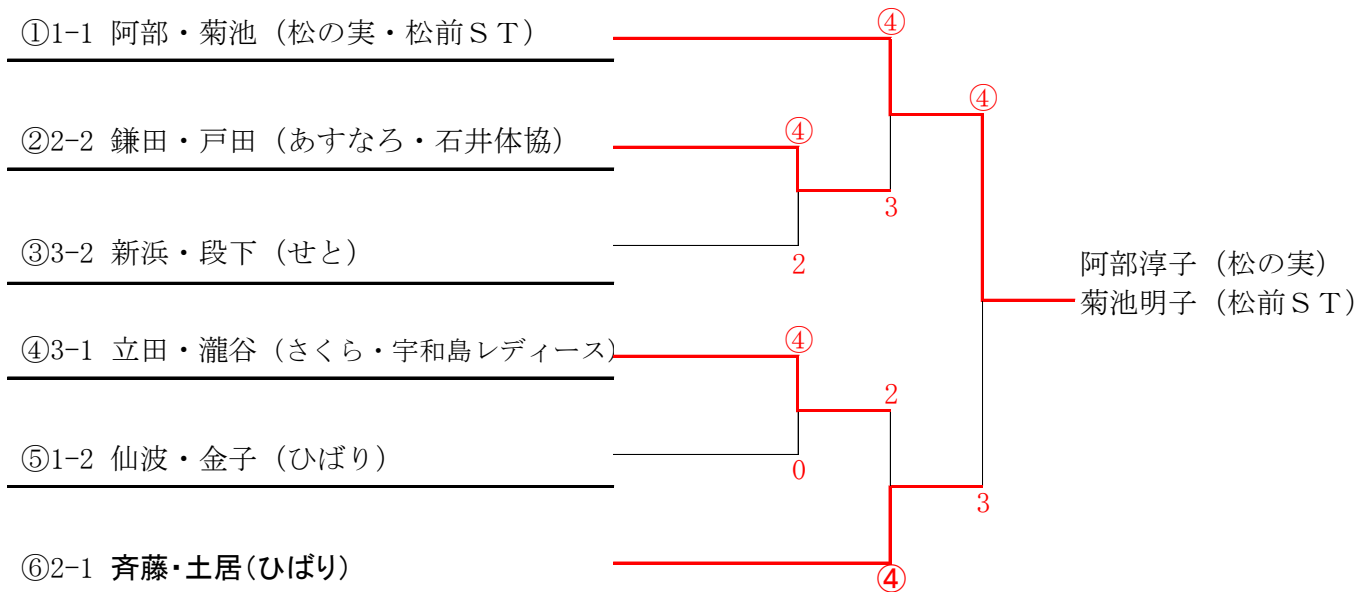 ①1-1 阿部・菊池（松の実・松前ＳＴ）
④
④
②2-2 鎌田・戸田（あすなろ・石井体協）
④
3
③3-2 新浜・段下（せと）
2
阿部淳子（松の実）
菊池明子（松前ＳＴ）
④3-1 立田・瀧谷（さくら・宇和島レディース）
④
2
⑤1-2 仙波・金子（ひばり）
0
3
⑥2-1 斉藤・土居（ひばり）
④